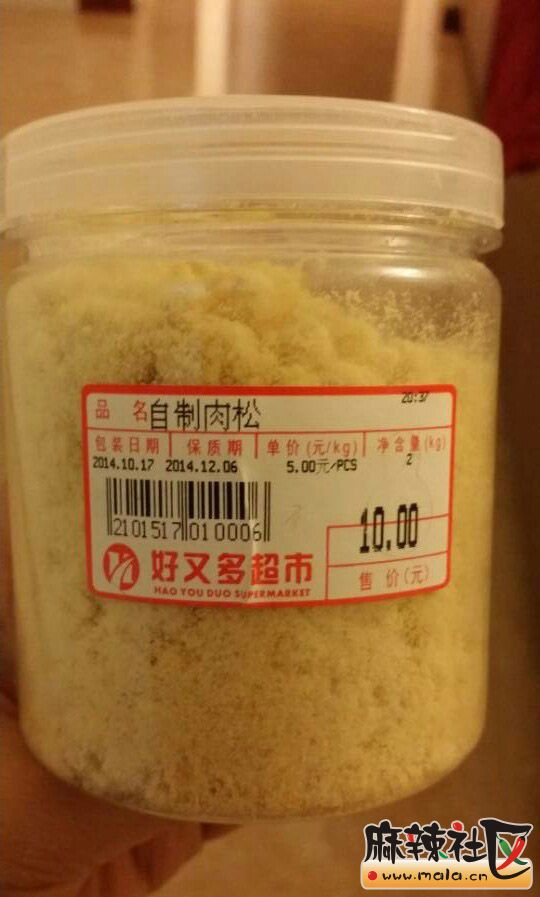 20:37
品 名 自制肉松
包装日期 保质期 单价(元/kg) 净含量(kg)
2014.10.17 2014.12.06 5.00元/PCS 2
2101517010006
10.00
好又多超市
HAO YOU DUO SUPERMARKET
售价(元)
麻辣社区
www.mala.cn